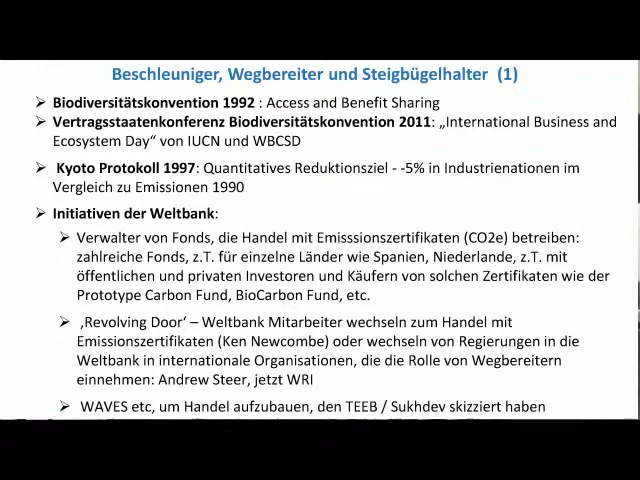 Beschleuniger, Wegbereiter und Steigbügelhalter (1)
➢ Biodiversitätskonvention 1992 : Access and Benefit Sharing
➢ Vertragsstaatenkonferenz Biodiversitätskonvention 2011: „International Business and
Ecosystem Day“ von IUCN und WBCSD
➢ Kyoto Protokoll 1997: Quantitatives Reduktionsziel - -5% in Industrienationen im
Vergleich zu Emissionen 1990
➢ Initiativen der Weltbank:
➢ Verwalter von Fonds, die Handel mit Emisssionszertifikaten (CO2e) betreiben:
zahlreiche Fonds, z.T. für einzelne Länder wie Spanien, Niederlande, z.T. mit
öffentlichen und privaten Investoren und Käufern von solchen Zertifikaten wie der
Prototype Carbon Fund, BioCarbon Fund, etc.
➢ ‚Revolving Door‘ – Weltbank Mitarbeiter wechseln zum Handel mit
Emissionszertifikaten (Ken Newcombe) oder wechseln von Regierungen in die
Weltbank in internationale Organisationen, die die Rolle von Wegbereitern
einnehmen: Andrew Steer, jetzt WRI
➢ WAVES etc, um Handel aufzubauen, den TEEB / Sukhdev skizziert haben